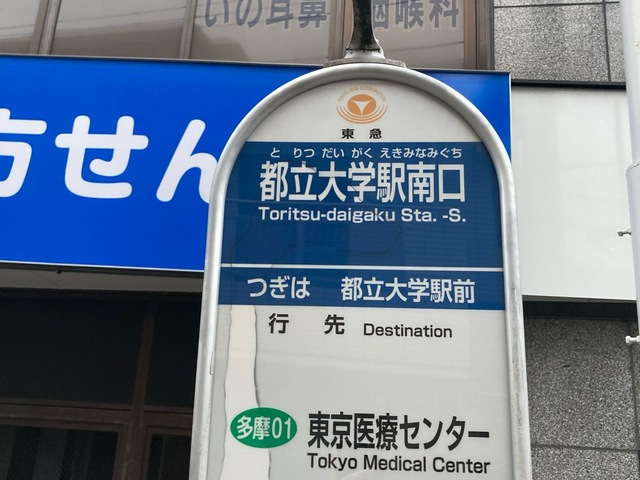 いの耳鼻咽喉科
方せん
TOKYU BUS CORPORATION
東急
とりつだいがくえきみなみぐち
都立大学駅南口
Toritsu-daigaku Sta. -S.
つぎは 都立大学駅前
行先 Destination
多摩01 東京医療センター
Tokyo Medical Center